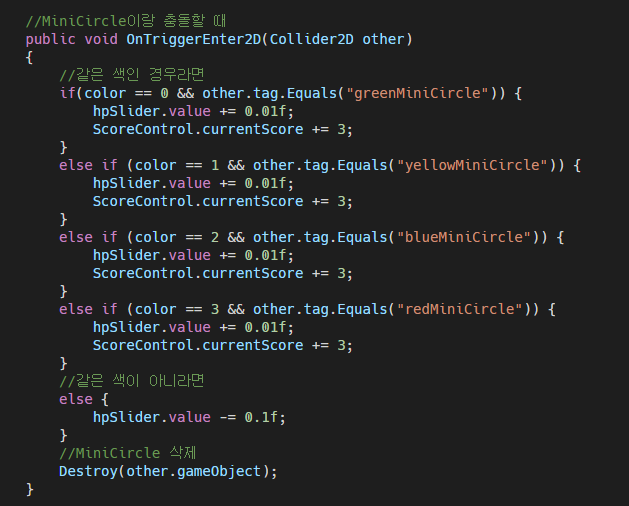 //MiniCircle이랑 충돌할 때
public void OnTriggerEnter2D(Collider2D other)
{
    //같은 색인 경우라면
    if(color == 0 && other.tag.Equals("greenMiniCircle")) {
        hpSlider.value += 0.01f;
        ScoreControl.currentScore += 3;
    }
    else if (color == 1 && other.tag.Equals("yellowMiniCircle")) {
        hpSlider.value += 0.01f;
        ScoreControl.currentScore += 3;
    }
    else if (color == 2 && other.tag.Equals("blueMiniCircle")) {
        hpSlider.value += 0.01f;
        ScoreControl.currentScore += 3;
    }
    else if (color == 3 && other.tag.Equals("redMiniCircle")) {
        hpSlider.value += 0.01f;
        ScoreControl.currentScore += 3;
    }
    //같은 색이 아니라면
    else {
        hpSlider.value -= 0.1f;
    }
    //MiniCircle 삭제
    Destroy(other.gameObject);
}